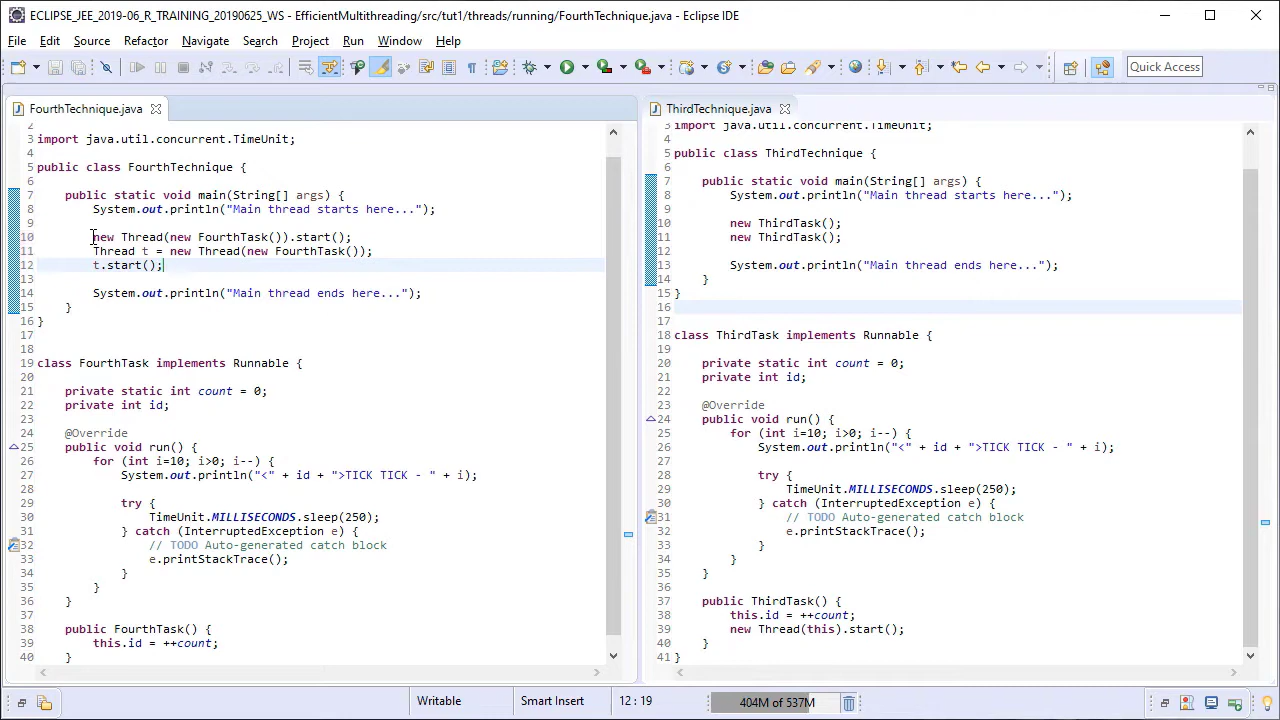 ECLIPSE_JEE_2019-06_R_TRAINING_20190625_WS - EfficientMultithreading/src/tut1/threads/running/FourthTechnique.java - Eclipse IDE
File Edit Source Refactor Navigate Search Project Run Window Help
Quick Access
FourthTechnique.java
2
3 import java.util.concurrent.TimeUnit;
4
5 public class FourthTechnique {
6
7 public static void main(String[] args) {
8 System.out.println("Main thread starts here...");
9
10 new Thread(new FourthTask()).start();
11 Thread t = new Thread(new FourthTask());
12 t.start();
13
14 System.out.println("Main thread ends here...");
15 }
16 }
17
18
19 class FourthTask implements Runnable {
20
21 private static int count = 0;
22 private int id;
23
24 @Override
25 public void run() {
26 for (int i=10; i>0; i--) {
27 System.out.println("<" + id + ">TICK TICK - " + i);
28
29 try {
30 TimeUnit.MILLISECONDS.sleep(250);
31 } catch (InterruptedException e) {
32 // TODO Auto-generated catch block
33 e.printStackTrace();
34 }
35 }
36 }
37
38 public FourthTask() {
39 this.id = ++count;
40 }
ThirdTechnique.java
3 import java.util.concurrent.TimeUnit;
4
5 public class ThirdTechnique {
6
7 public static void main(String[] args) {
8 System.out.println("Main thread starts here...");
9
10 new ThirdTask();
11 new ThirdTask();
12
13 System.out.println("Main thread ends here...");
14 }
15 }
16
17
18 class ThirdTask implements Runnable {
19
20 private static int count = 0;
21 private int id;
22
23 @Override
24 public void run() {
25 for (int i=10; i>0; i--) {
26 System.out.println("<" + id + ">TICK TICK - " + i);
27
28 try {
29 TimeUnit.MILLISECONDS.sleep(250);
30 } catch (InterruptedException e) {
31 // TODO Auto-generated catch block
32 e.printStackTrace();
33 }
34 }
35 }
36
37 public ThirdTask() {
38 this.id = ++count;
39 new Thread(this).start();
40 }
41 }
Writable Smart Insert 12 : 19 404M of 537M